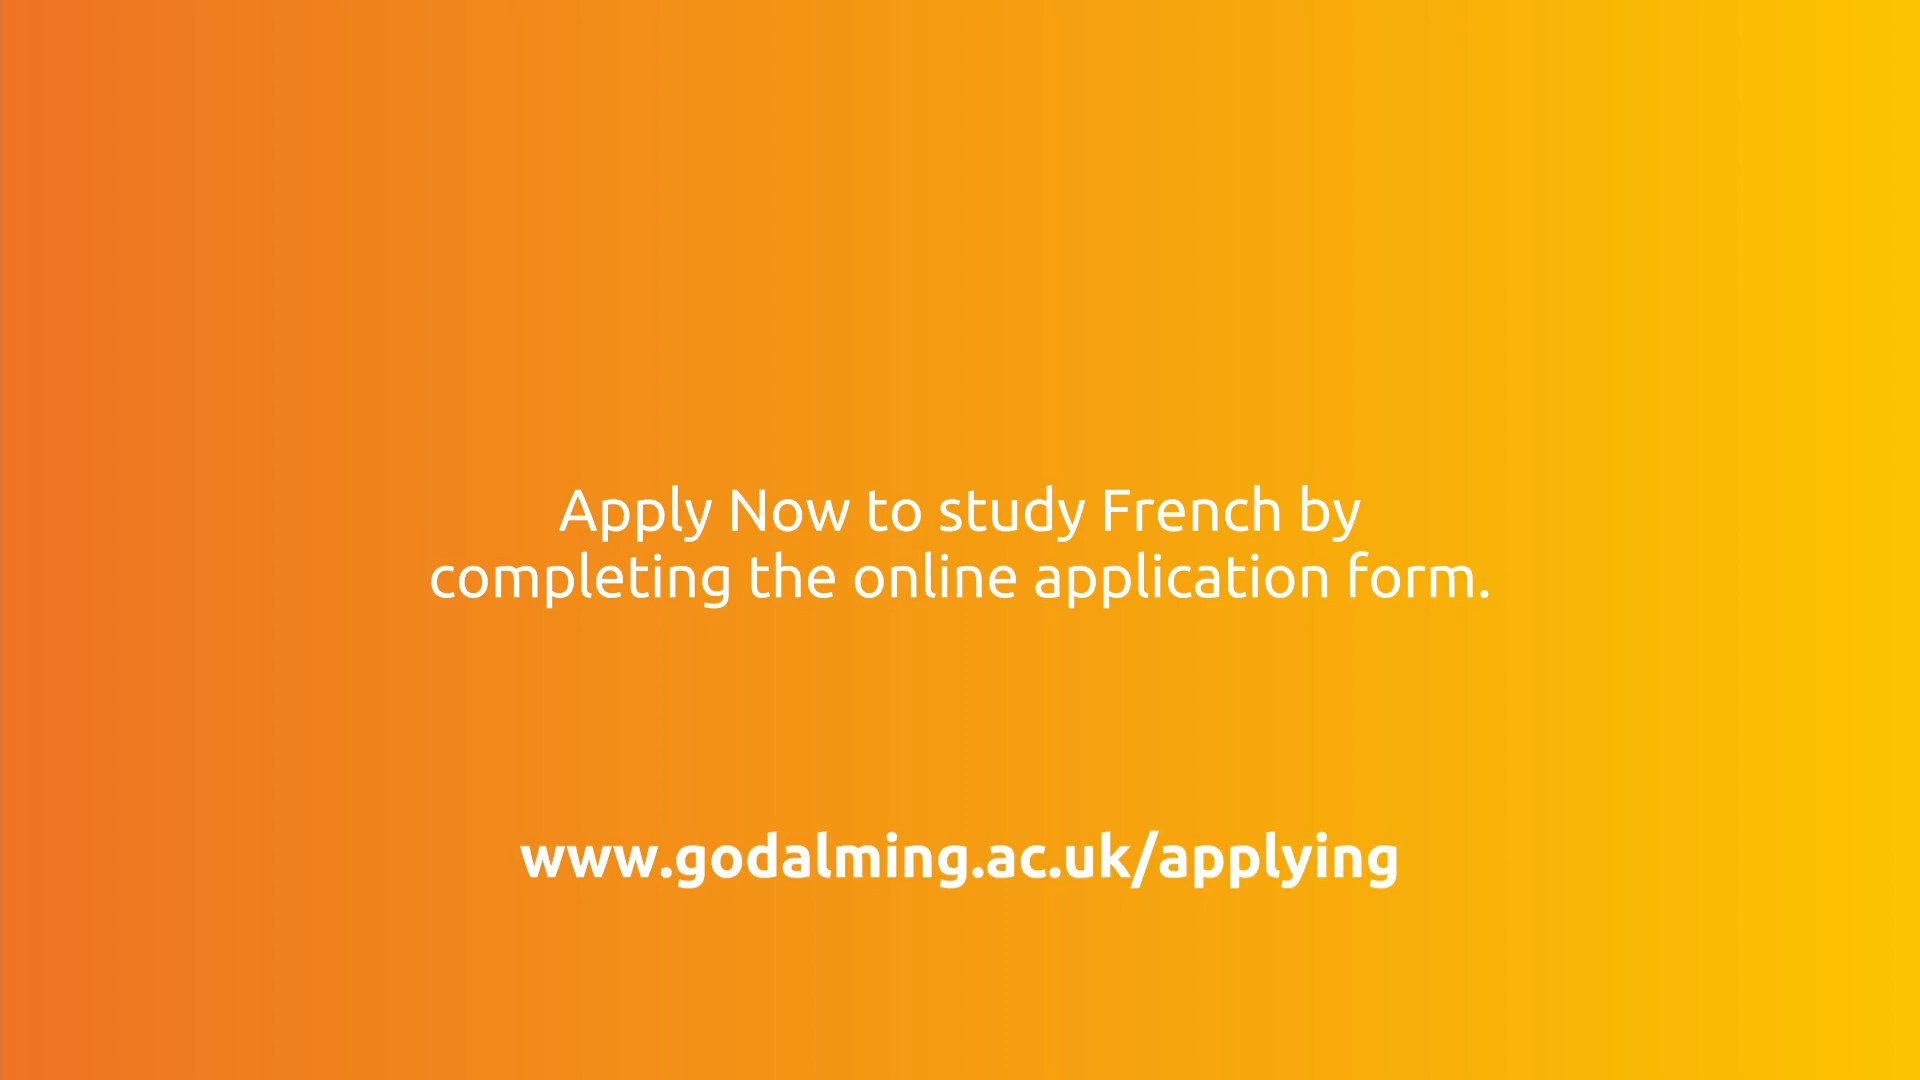 Apply Now to study French by
completing the online application form.
www.godalming.ac.uk/applying